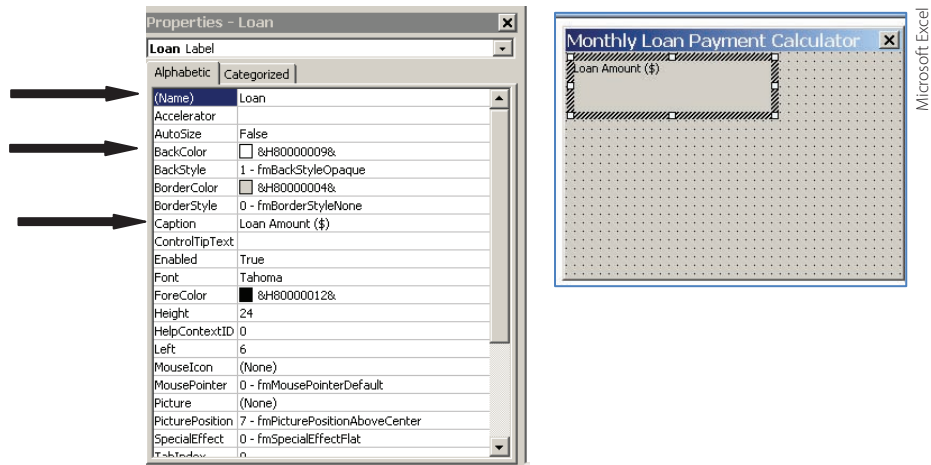 Properties - Loan
Loan Label
Alphabetic Categorized
(Name) Loan
Accelerator
AutoSize False
BackColor &H80000009&
BackStyle 1 - fmBackStyleOpaque
BorderColor &H80000004&
BorderStyle 0 - fmBorderStyleNone
Caption Loan Amount ($)
ControlTipText
Enabled True
Font Tahoma
ForeColor &H80000012&
Height 24
HelpContextID 0
Left 6
MouseIcon (None)
MousePointer 0 - fmMousePointerDefault
Picture (None)
PicturePosition 7 - fmPicturePositionAboveCenter
SpecialEffect 0 - fmSpecialEffectFlat
TabIndex 0
Monthly Loan Payment Calculator
Loan Amount ($)
Microsoft Excel